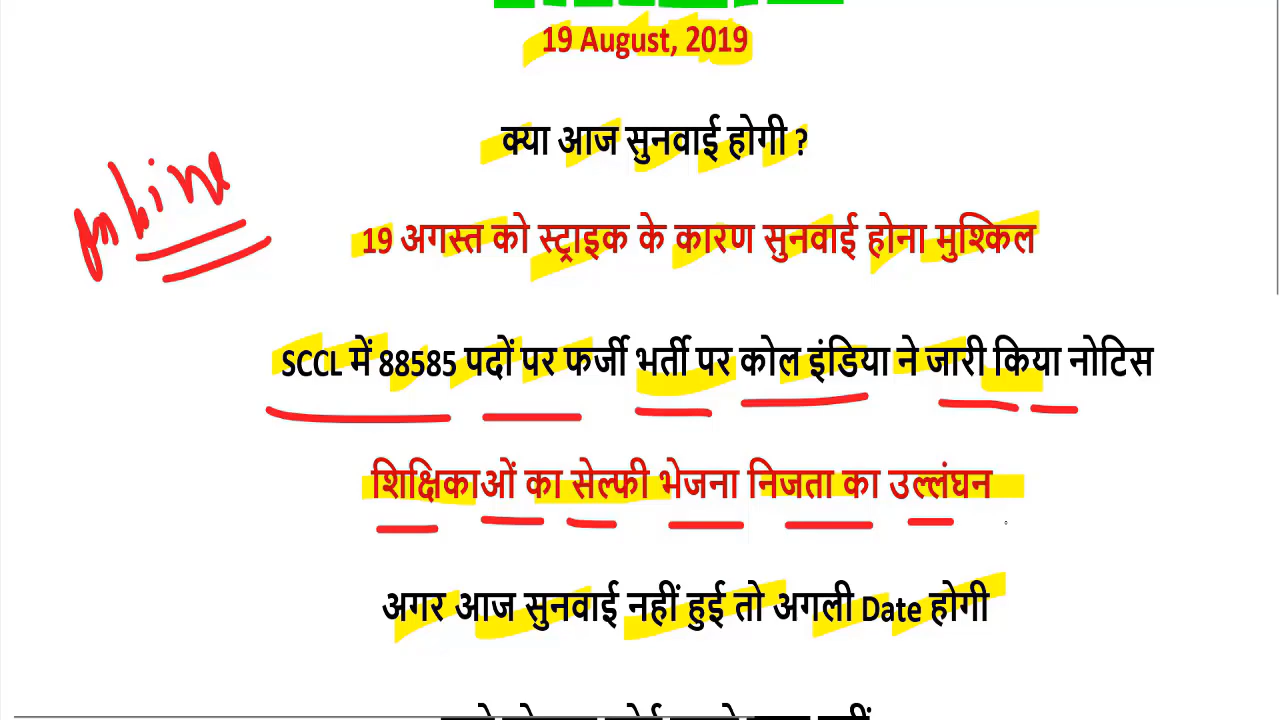 19 August, 2019
क्या आज सुनवाई होगी ?
19 अगस्त को स्ट्राइक के कारण सुनवाई होना मुश्किल
SCCL में 88585 पदों पर फर्जी भर्ती पर कोल इंडिया ने जारी किया नोटिस
शिक्षिकाओं का सेल्फी भेजना निजता का उल्लंघन
अगर आज सुनवाई नहीं हुई तो अगली Date होगी